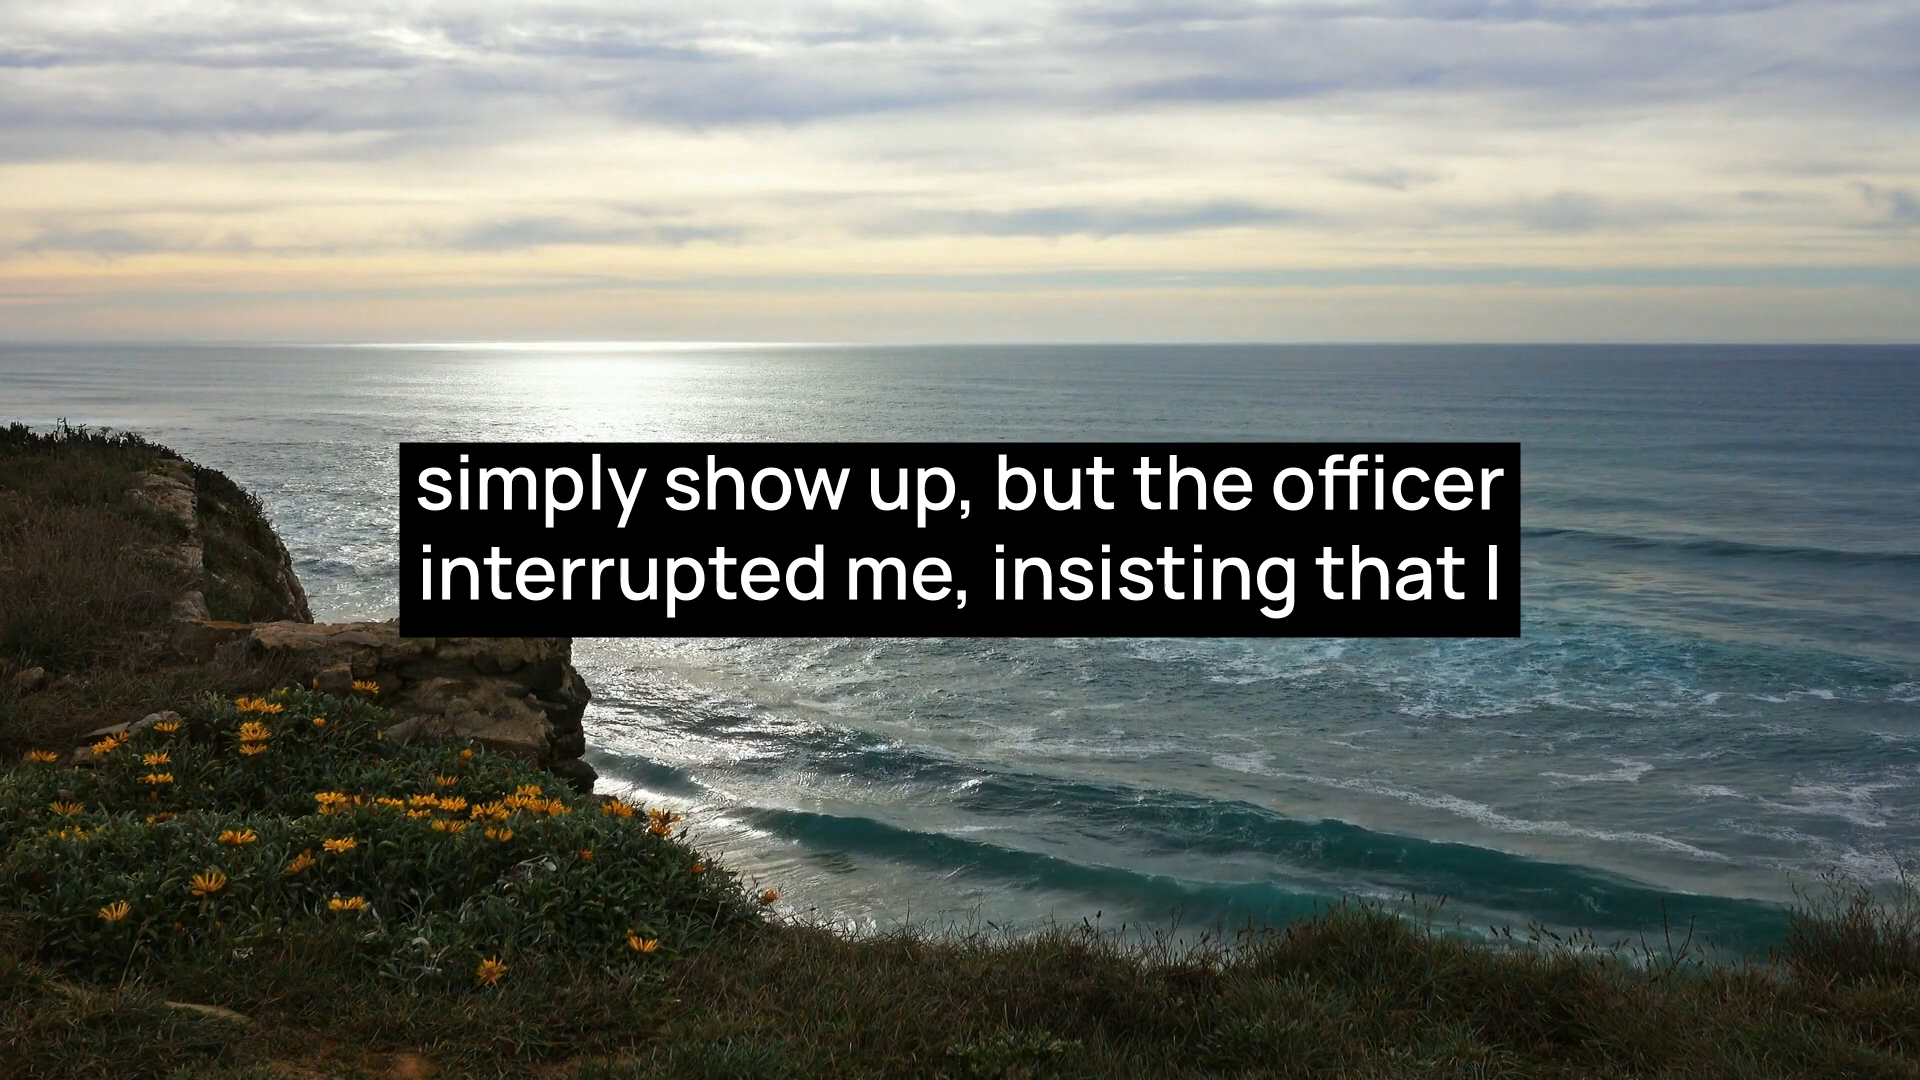 simply show up, but the officer
interrupted me, insisting that I